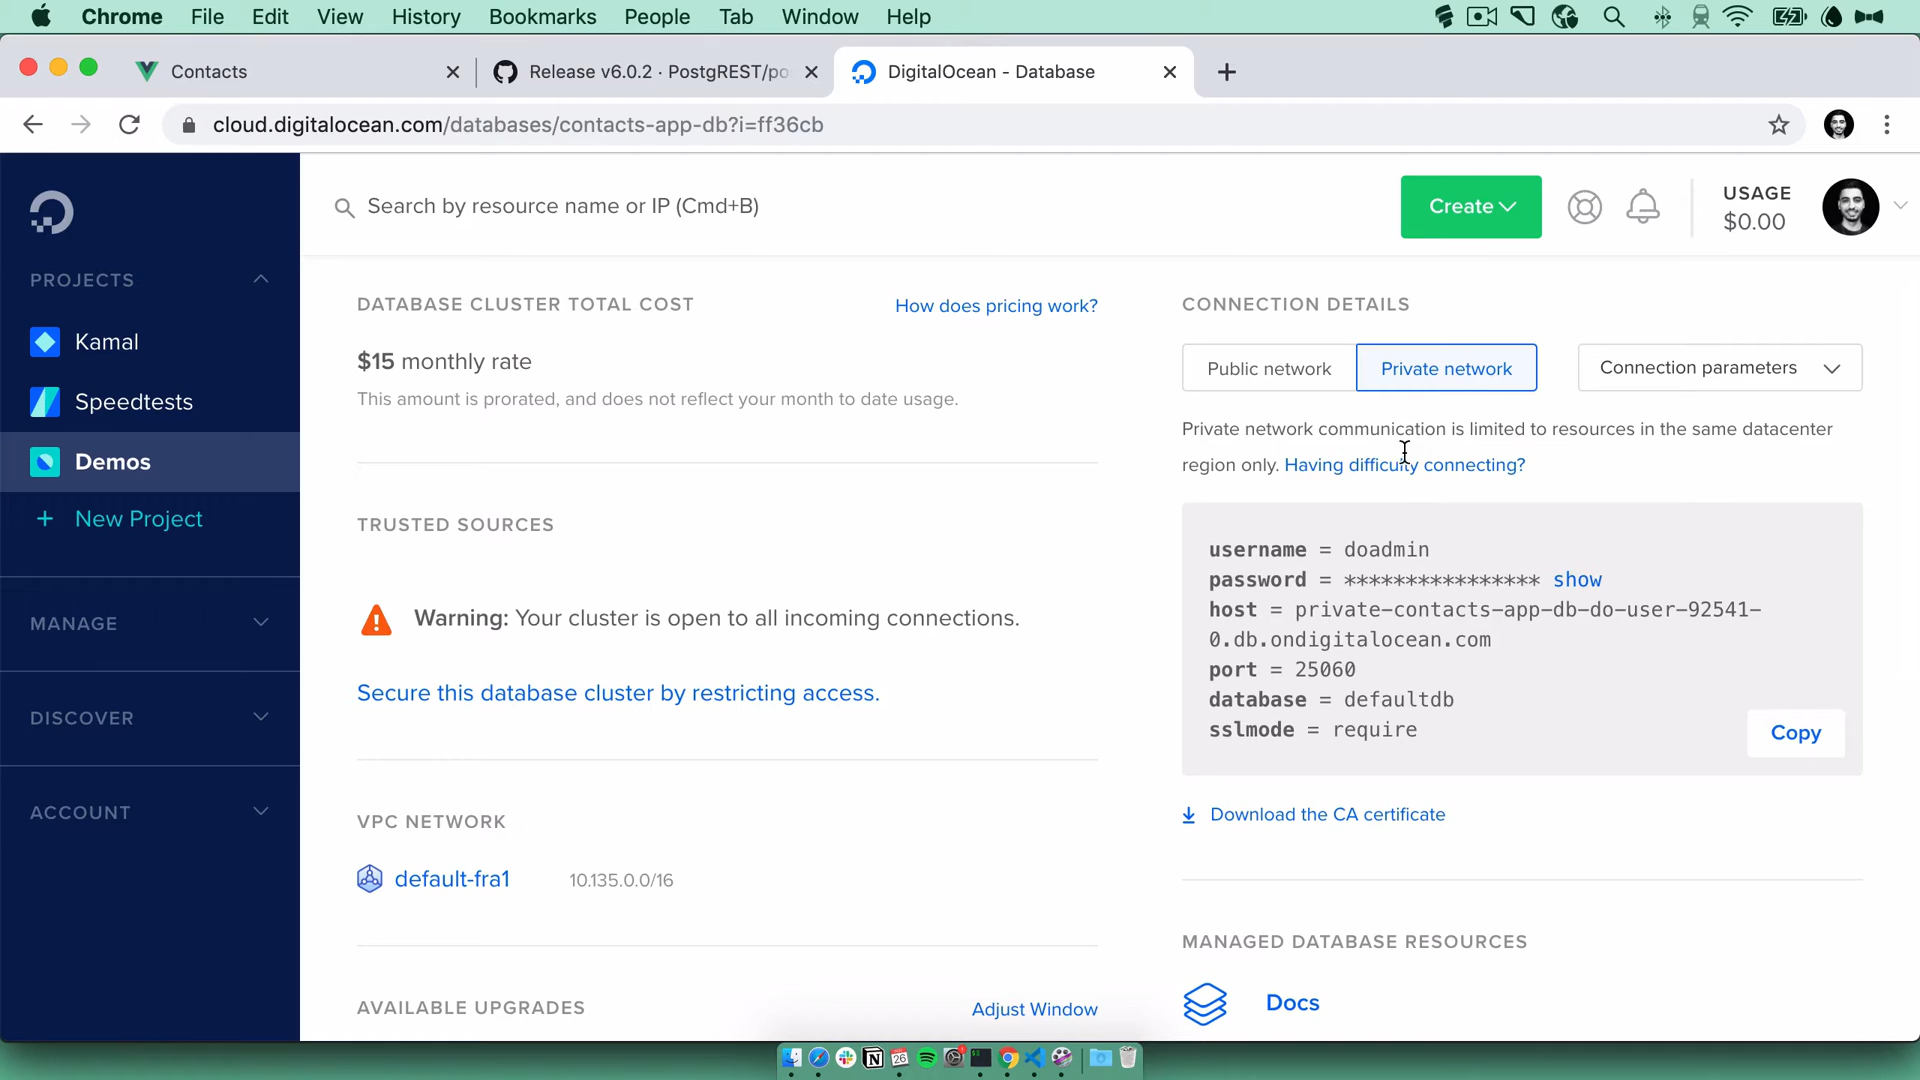 Chrome File Edit View History Bookmarks People Tab Window Help
Contacts
Release v6.0.2 · PostgREST/po
DigitalOcean - Database
cloud.digitalocean.com/databases/contacts-app-db?i=ff36cb
Search by resource name or IP (Cmd+B)
Create
USAGE
$0.00
PROJECTS
Kamal
Speedtests
Demos
+ New Project
MANAGE
DISCOVER
ACCOUNT
DATABASE CLUSTER TOTAL COST
How does pricing work?
$15 monthly rate
This amount is prorated, and does not reflect your month to date usage.
TRUSTED SOURCES
Warning: Your cluster is open to all incoming connections.
Secure this database cluster by restricting access.
VPC NETWORK
default-fra1
10.135.0.0/16
AVAILABLE UPGRADES
Adjust Window
CONNECTION DETAILS
Public network
Private network
Connection parameters
Private network communication is limited to resources in the same datacenter
region only. Having difficulty connecting?
username = doadmin
password = **************** show
host = private-contacts-app-db-do-user-92541-
0.db.ondigitalocean.com
port = 25060
database = defaultdb
sslmode = require
Copy
Download the CA certificate
MANAGED DATABASE RESOURCES
Docs
26